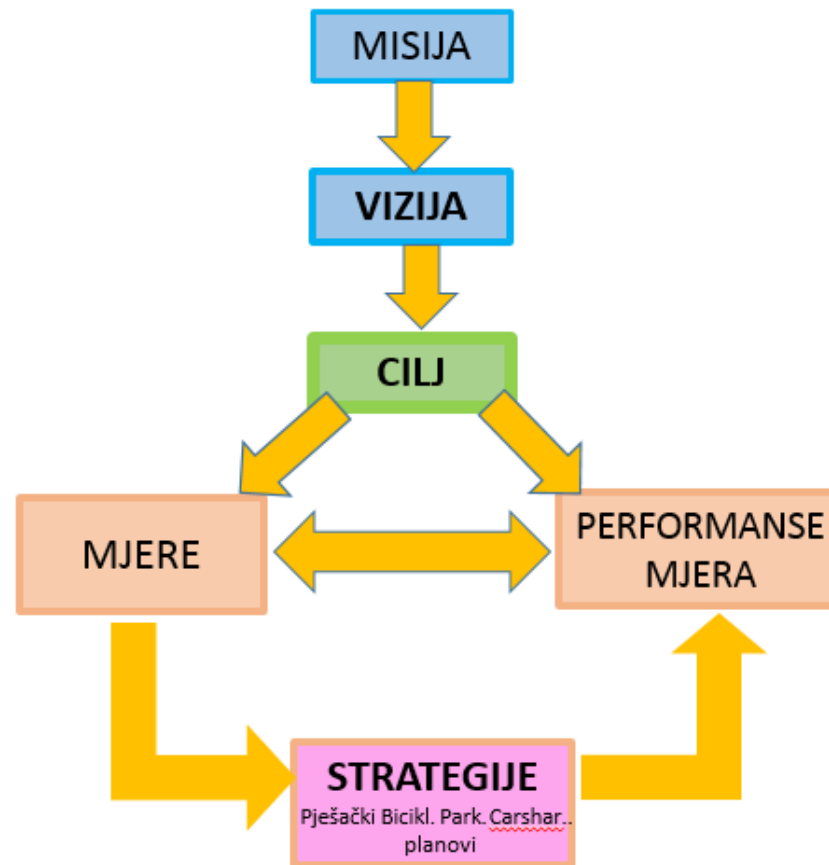 MISIJA
VIZIJA
CILJ
MJERE
PERFORMANSE
MJERA
STRATEGIJE
Pješački Bicikl. Park. Carshar..
planovi